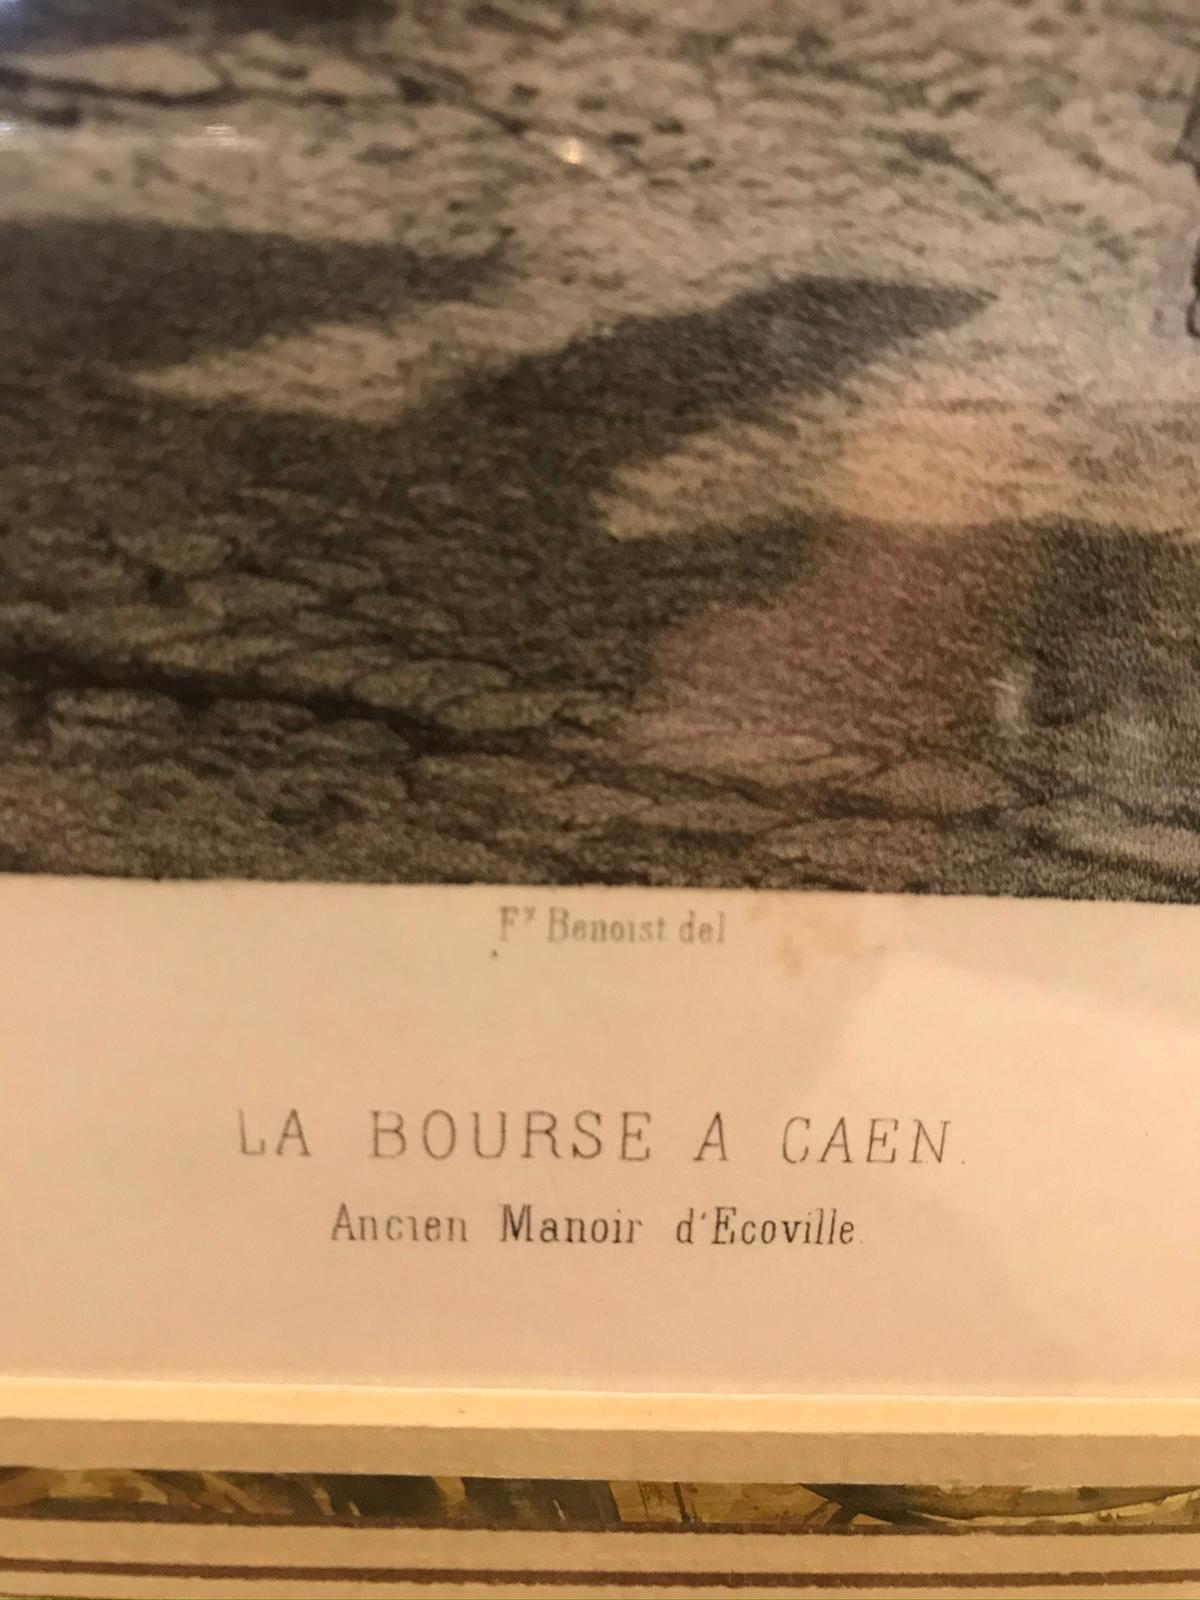 Fx Benoist del
LA BOURSE A CAEN.
Ancien Manoir d'Ecoville.